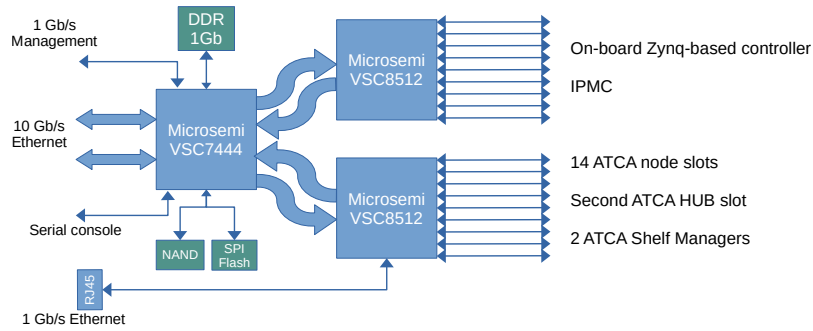 1 Gb/s
Management
DDR
1Gb
Microsemi
VSC8512
On-board Zynq-based controller
IPMC
10 Gb/s
Ethernet
Microsemi
VSC7444
Microsemi
VSC8512
14 ATCA node slots
Second ATCA HUB slot
2 ATCA Shelf Managers
Serial console
NAND
SPI
Flash
RJ45
1 Gb/s Ethernet